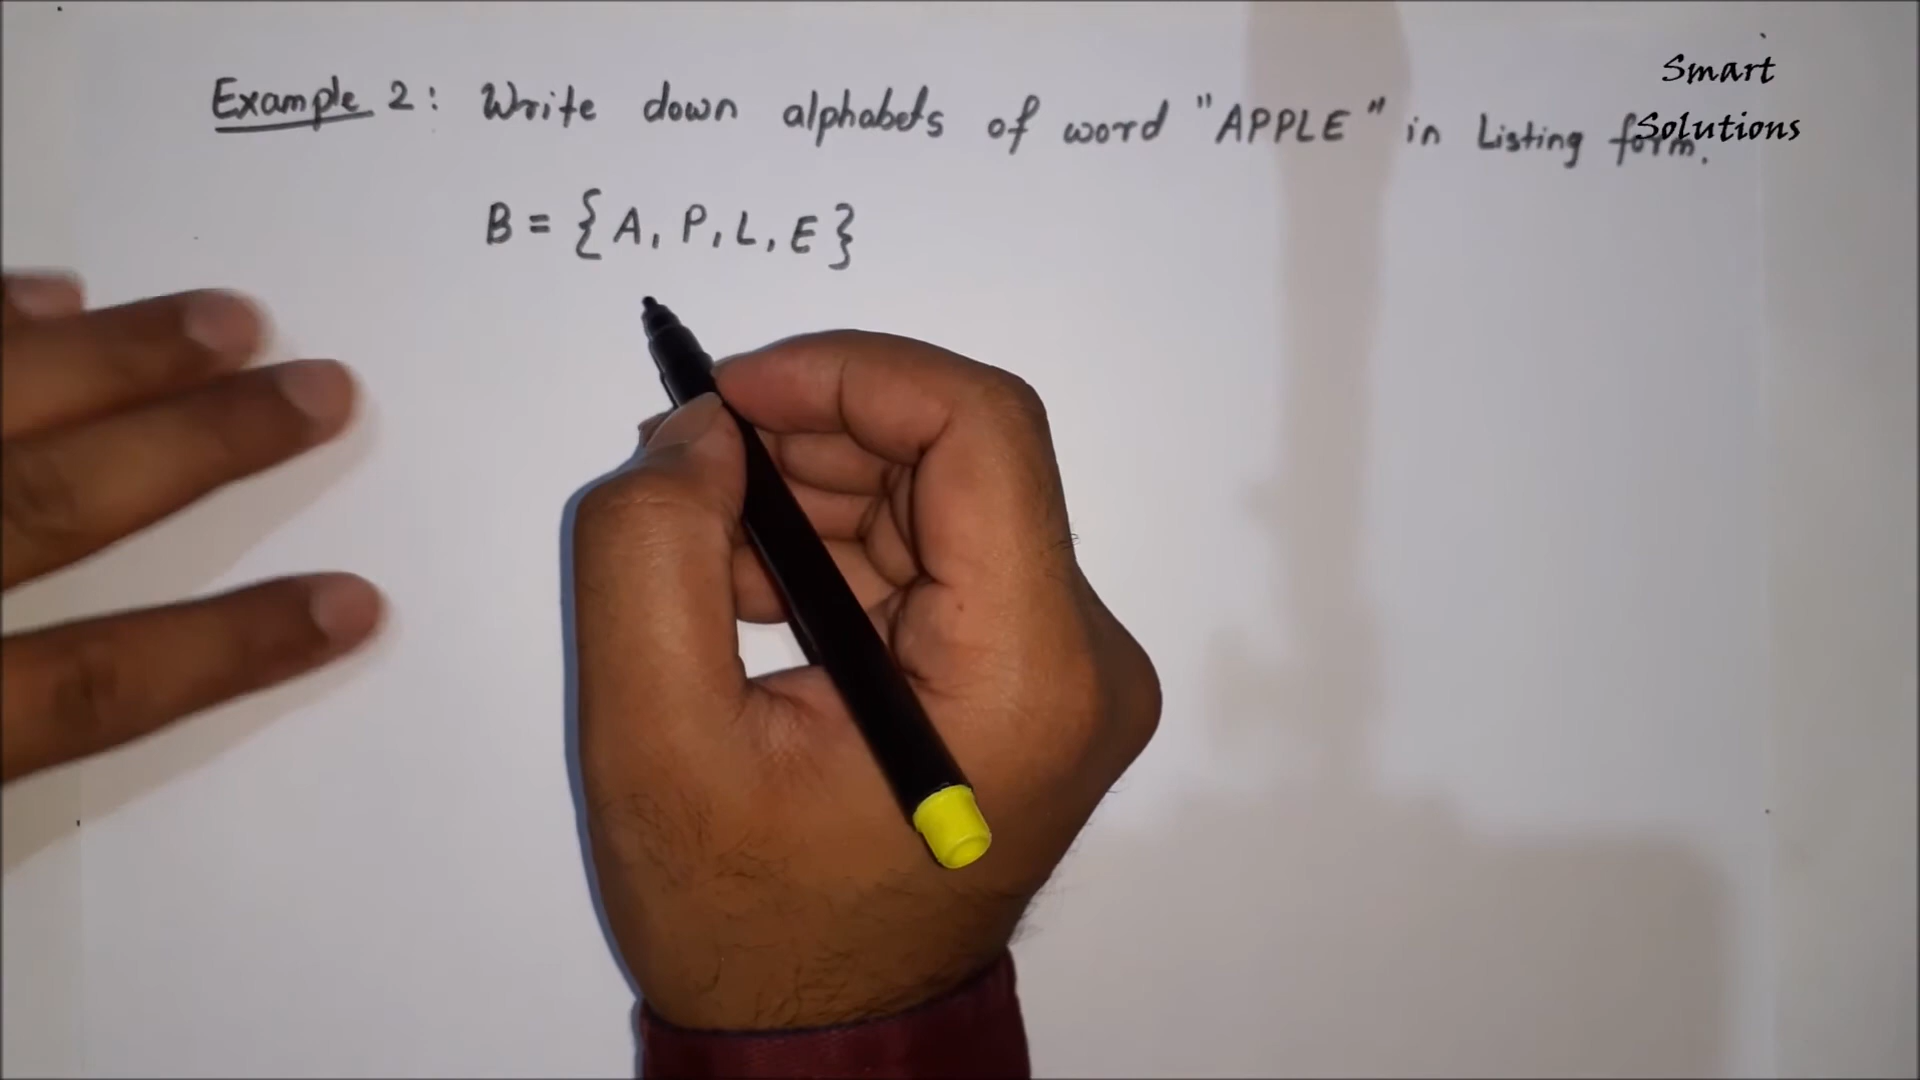 Example 2: Write down alphabets of word "APPLE" in Listing form.
B = { A, P, L, E }
Smart
Solutions